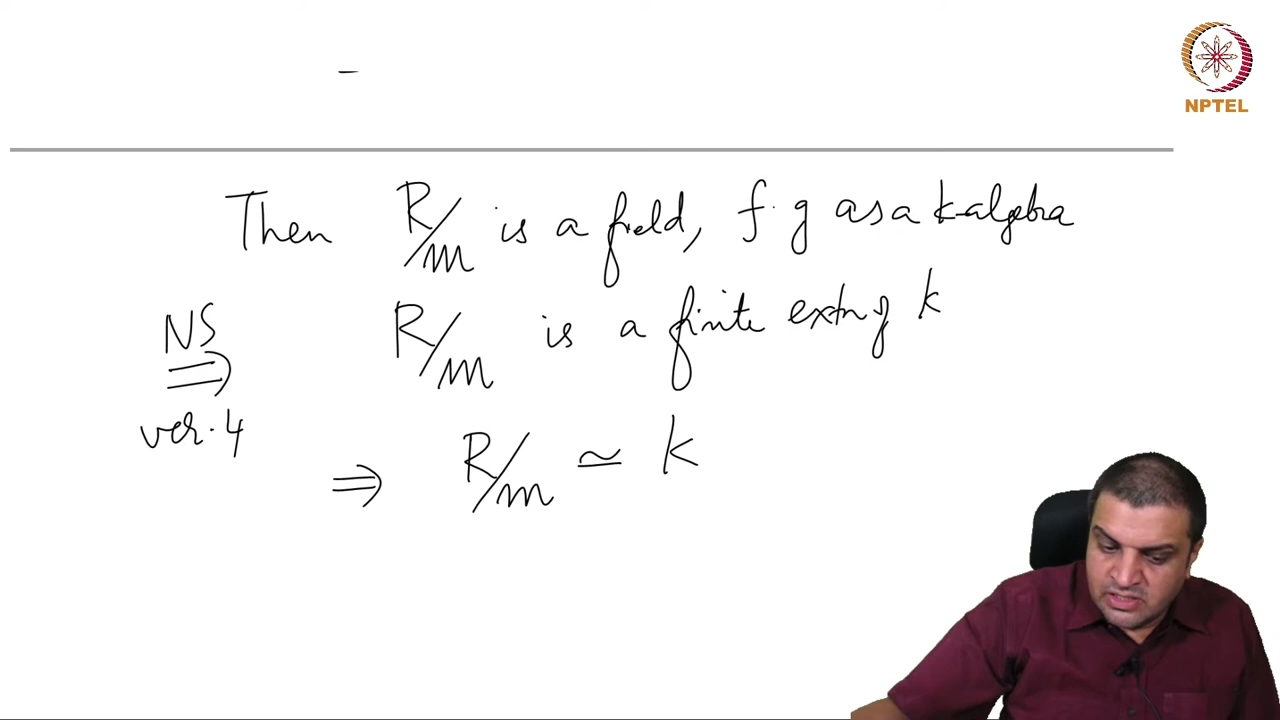 NPTEL
Then R/m is a field, f.g as a k-algebra
NS ⇒ ver. 4 R/m is a finite extn of k
⇒ R/m ≃ k